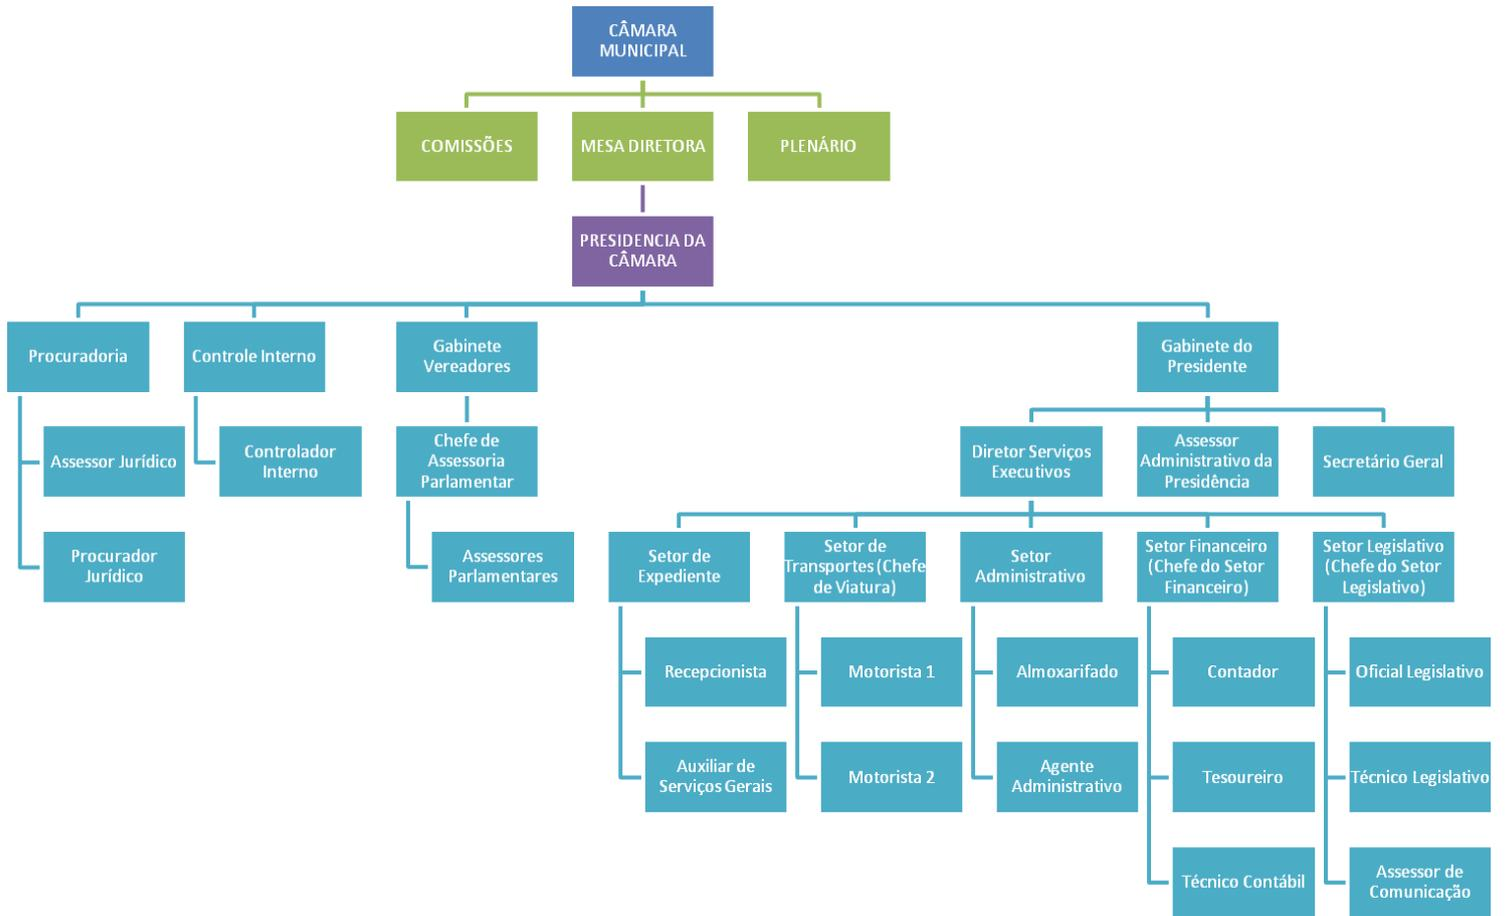 CÂMARA
MUNICIPAL
COMISSÕES
MESA DIRETORA
PLENÁRIO
PRESIDENCIA DA
CÂMARA
Procuradoria
Controle Interno
Gabinete
Vereadores
Gabinete do
Presidente
Assessor Jurídico
Controlador
Interno
Chefe de
Assessoria
Parlamentar
Diretor Serviços
Executivos
Assessor
Administrativo da
Presidência
Secretário Geral
Procurador
Jurídico
Assessores
Parlamentares
Setor de
Expediente
Setor de
Transportes (Chefe
de Viatura)
Setor
Administrativo
Setor Financeiro
(Chefe do Setor
Financeiro)
Setor Legislativo
(Chefe do Setor
Legislativo)
Recepcionista
Motorista 1
Almoxarifado
Contador
Oficial Legislativo
Auxiliar de
Serviços Gerais
Motorista 2
Agente
Administrativo
Tesoureiro
Técnico Legislativo
Técnico Contábil
Assessor de
Comunicação